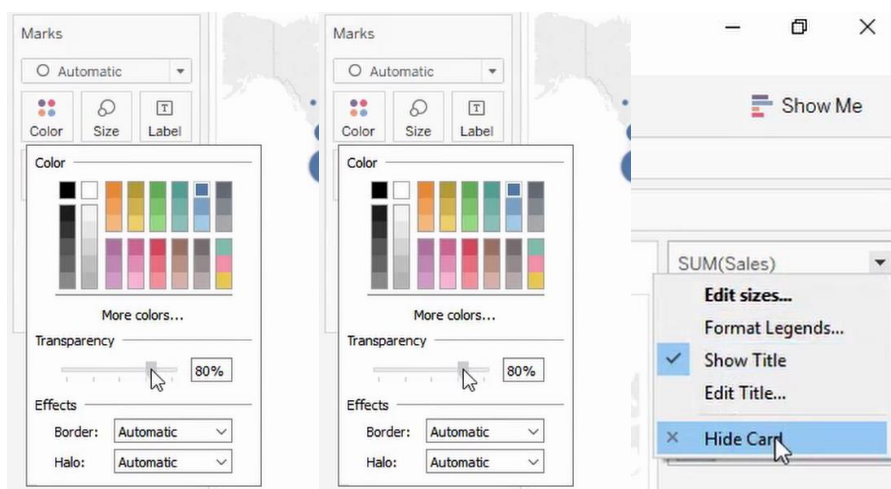 Marks
Automatic
Color Size Label
Color
More colors...
Transparency
80%
Effects
Border: Automatic
Halo: Automatic
Marks
Automatic
Color Size Label
Color
More colors...
Transparency
80%
Effects
Border: Automatic
Halo: Automatic
Show Me
SUM(Sales)
Edit sizes...
Format Legends...
Show Title
Edit Title...
Hide Card